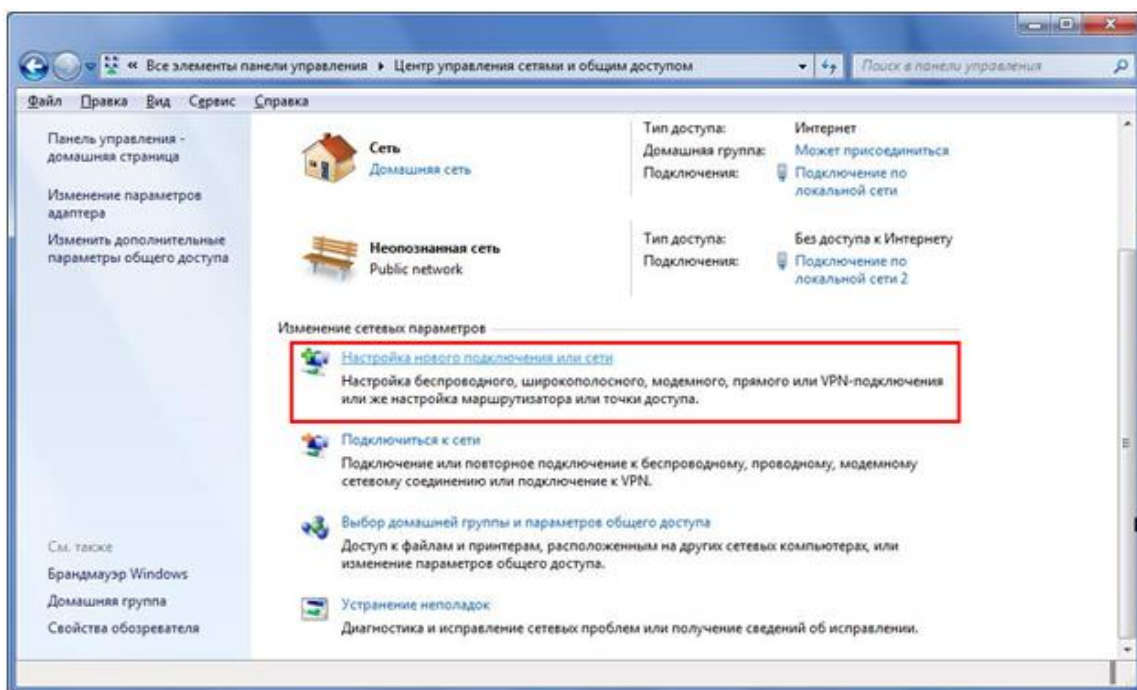 « Все элементы панели управления ▸ Центр управления сетями и общим доступом
Поиск в панели управления
Файл Правка Вид Сервис Справка
Панель управления -
домашняя страница
Изменение параметров
адаптера
Изменить дополнительные
параметры общего доступа
Сеть
Домашняя сеть
Тип доступа: Интернет
Домашняя группа: Может присоединиться
Подключения: Подключение по
локальной сети
Неопознанная сеть
Public network
Тип доступа: Без доступа к Интернету
Подключения: Подключение по
локальной сети 2
Изменение сетевых параметров
Настройка нового подключения или сети
Настройка беспроводного, широкополосного, модемного, прямого или VPN-подключения
или же настройка маршрутизатора или точки доступа.
Подключиться к сети
Подключение или повторное подключение к беспроводному, проводному, модемному
сетевому соединению или подключение к VPN.
Выбор домашней группы и параметров общего доступа
Доступ к файлам и принтерам, расположенным на других сетевых компьютерах, или
изменение параметров общего доступа.
Устранение неполадок
Диагностика и исправление сетевых проблем или получение сведений об исправлении.
См. также
Брандмауэр Windows
Домашняя группа
Свойства обозревателя